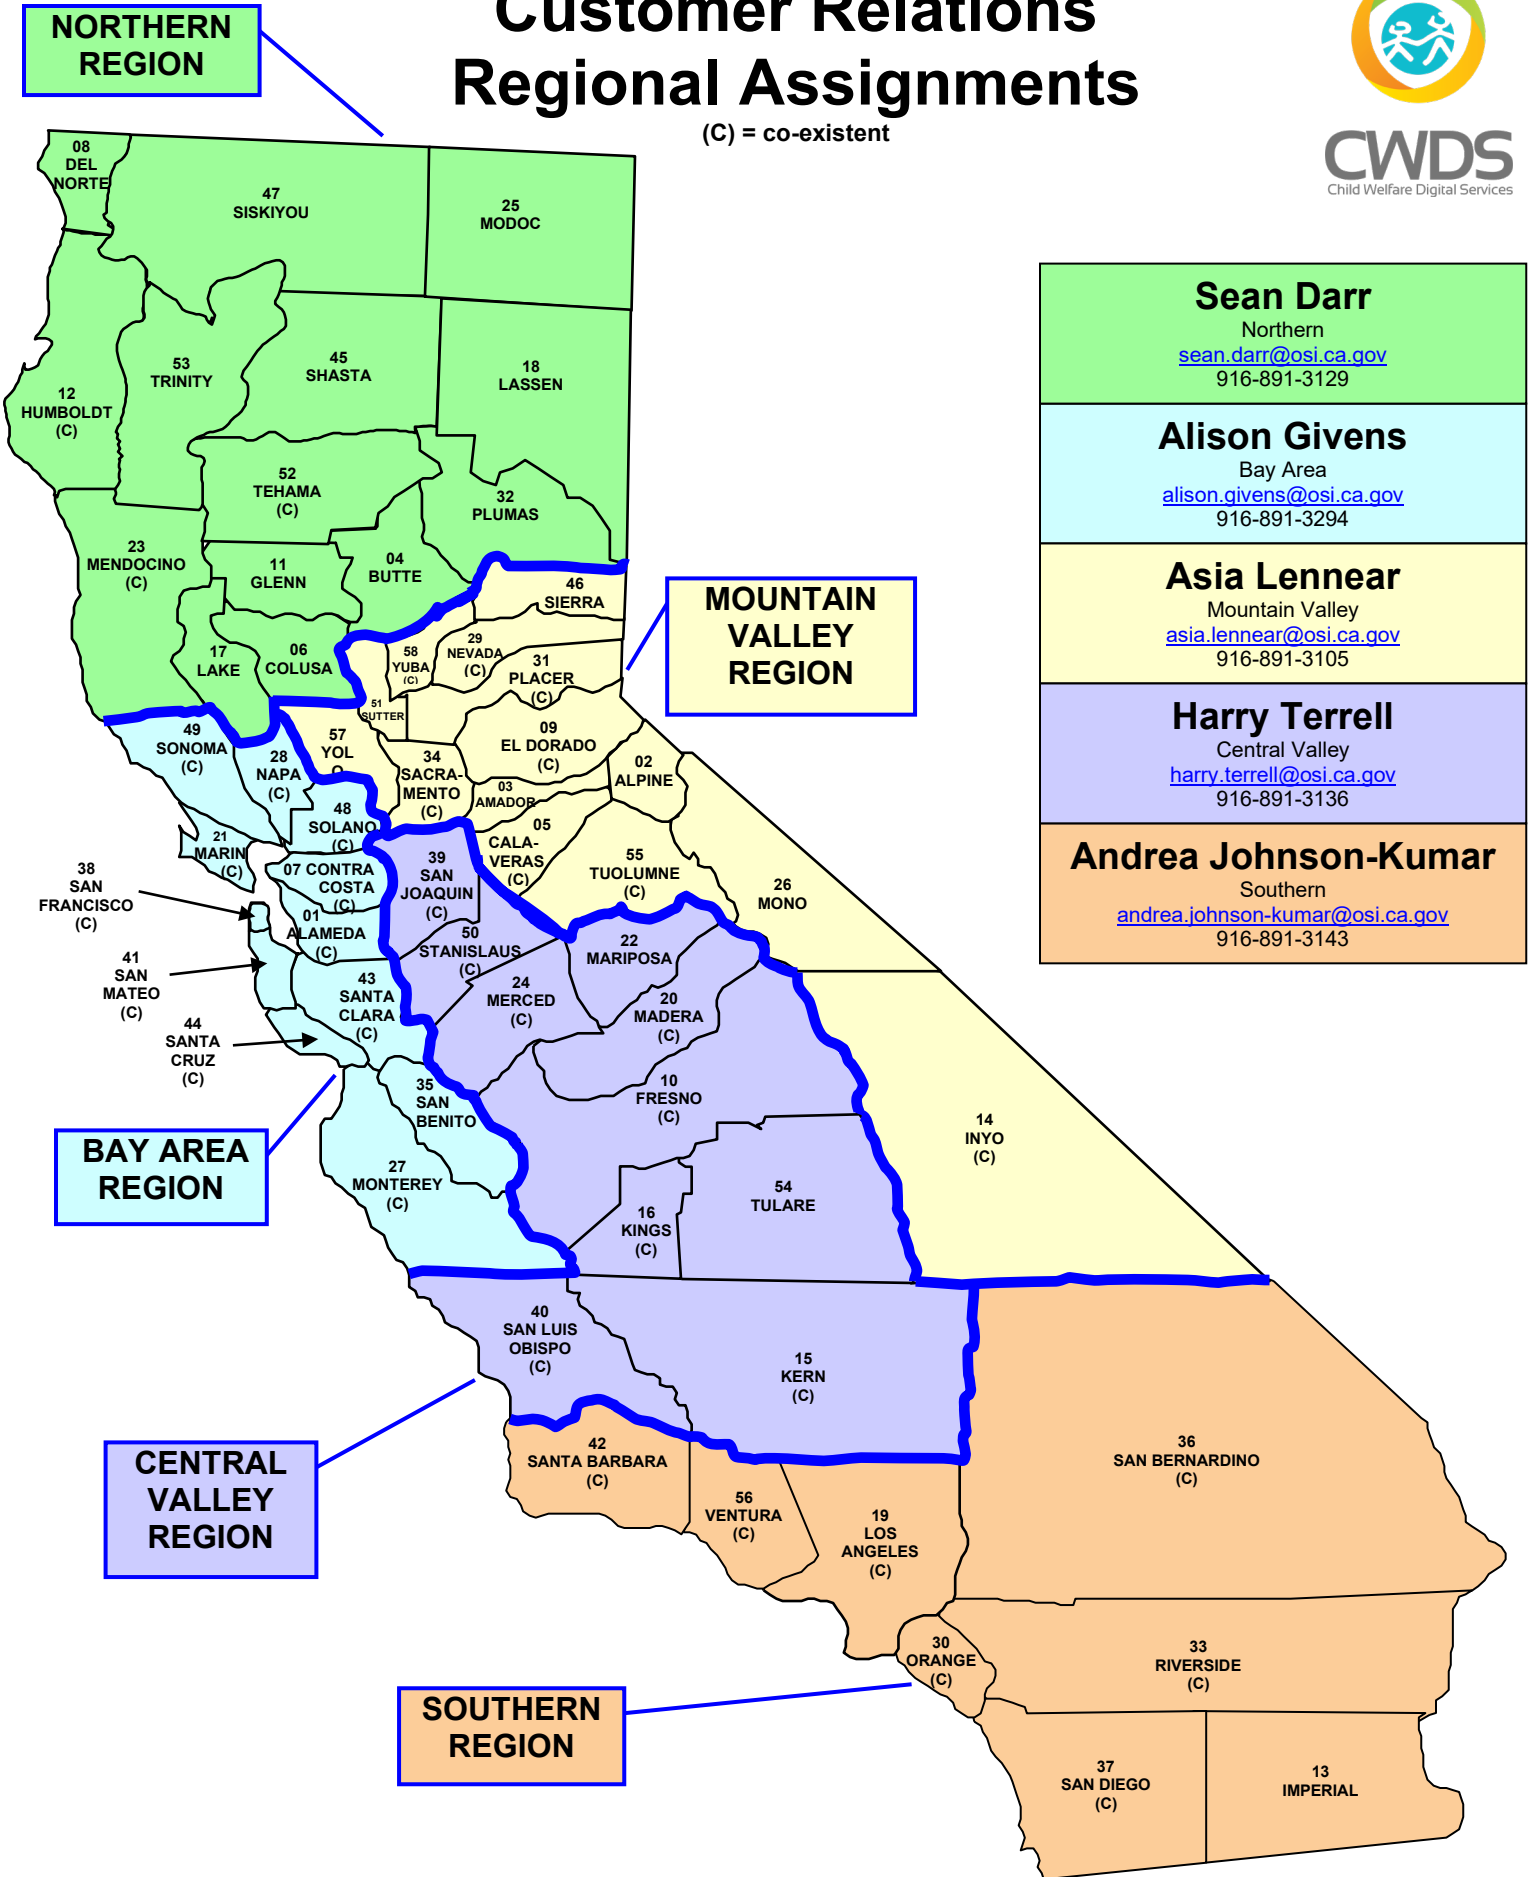 Customer Relations
Regional Assignments
(C) = co-existent
CWDS
Child Welfare Digital Services
NORTHERN
REGION
08
DEL
NORTE
47
SISKIYOU
25
MODOC
12
HUMBOLDT
(C)
53
TRINITY
45
SHASTA
18
LASSEN
52
TEHAMA
(C)
32
PLUMAS
23
MENDOCINO
(C)
11
GLENN
04
BUTTE
17
LAKE
06
COLUSA
Sean Darr
Northern
sean.darr@osi.ca.gov
916-891-3129
Alison Givens
Bay Area
alison.givens@osi.ca.gov
916-891-3294
Asia Lennear
Mountain Valley
asia.lennear@osi.ca.gov
916-891-3105
Harry Terrell
Central Valley
harry.terrell@osi.ca.gov
916-891-3136
Andrea Johnson-Kumar
Southern
andrea.johnson-kumar@osi.ca.gov
916-891-3143
MOUNTAIN
VALLEY
REGION
46
SIERRA
58
YUBA
(C)
29
NEVADA
(C)
31
PLACER
(C)
51
SUTTER
57
YOL
O
34
SACRA-
MENTO
(C)
09
EL DORADO
(C)
02
ALPINE
03
AMADOR
05
CALA-
VERAS
(C)
55
TUOLUMNE
(C)
26
MONO
14
INYO
(C)
49
SONOMA
(C)
28
NAPA
(C)
48
SOLANO
(C)
21
MARIN
(C)
07 CONTRA
COSTA
(C)
38
SAN
FRANCISCO
(C)
01
ALAMEDA
(C)
41
SAN
MATEO
(C)
43
SANTA
CLARA
(C)
44
SANTA
CRUZ
(C)
35
SAN
BENITO
27
MONTEREY
(C)
BAY AREA
REGION
39
SAN
JOAQUIN
(C)
50
STANISLAUS
(C)
22
MARIPOSA
24
MERCED
(C)
20
MADERA
(C)
10
FRESNO
(C)
16
KINGS
(C)
54
TULARE
40
SAN LUIS
OBISPO
(C)
15
KERN
(C)
CENTRAL
VALLEY
REGION
42
SANTA BARBARA
(C)
56
VENTURA
(C)
19
LOS
ANGELES
(C)
36
SAN BERNARDINO
(C)
30
ORANGE
(C)
33
RIVERSIDE
(C)
37
SAN DIEGO
(C)
13
IMPERIAL
SOUTHERN
REGION